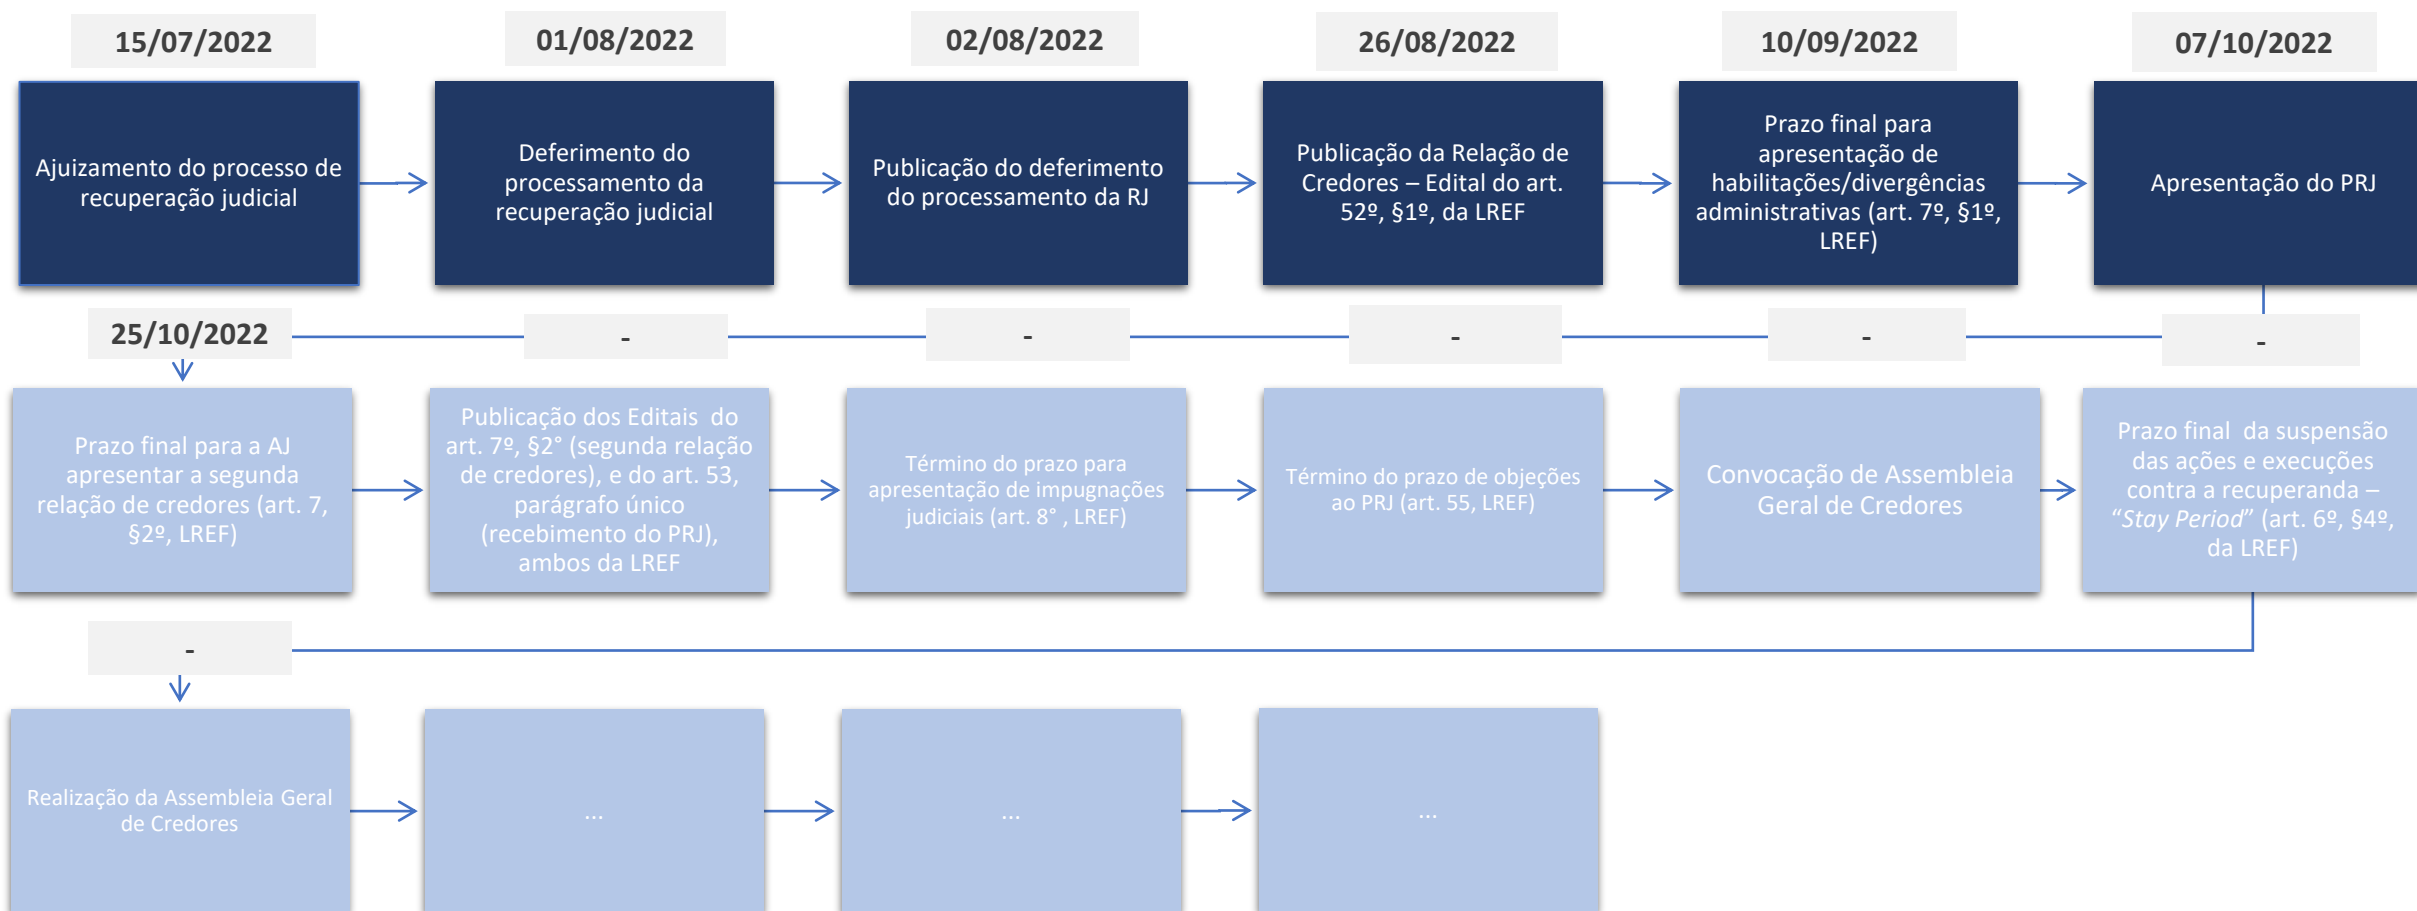 15/07/2022
01/08/2022
02/08/2022
26/08/2022
10/09/2022
07/10/2022
Ajuizamento do processo de
recuperação judicial
Deferimento do
processamento da
recuperação judicial
Publicação do deferimento
do processamento da RJ
Publicação da Relação de
Credores – Edital do art.
52º, §1º, da LREF
Prazo final para
apresentação de
habilitações/divergências
administrativas (art. 7º, §1º,
LREF)
Apresentação do PRJ
25/10/2022
-
-
-
-
-
Prazo final para a AJ
apresentar a segunda
relação de credores (art. 7,
§2º, LREF)
Publicação dos Editais  do
art. 7º, §2° (segunda relação
de credores), e do art. 53,
parágrafo único
(recebimento do PRJ),
ambos da LREF
Término do prazo para
apresentação de impugnações
judiciais (art. 8° , LREF)
Término do prazo de objeções
ao PRJ (art. 55, LREF)
Convocação de Assembleia
Geral de Credores
Prazo final  da suspensão
das ações e execuções
contra a recuperanda –
“Stay Period” (art. 6º, §4º,
da LREF)
-
Realização da Assembleia Geral
de Credores
...
...
...